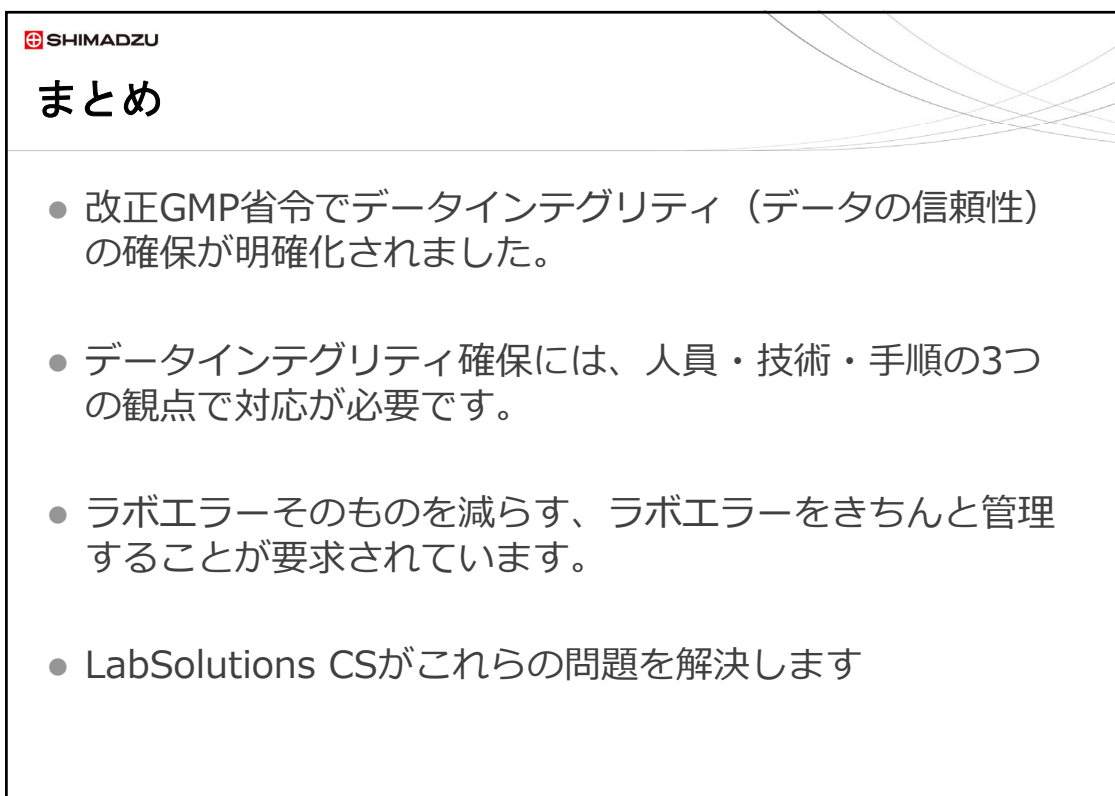 SHIMADZU
まとめ
● 改正GMP省令でデータインテグリティ（データの信頼性）
の確保が明確化されました。
● データインテグリティ確保には、人員・技術・手順の3つ
の観点で対応が必要です。
● ラボエラーそのものを減らす、ラボエラーをきちんと管理
することが要求されています。
● LabSolutions CSがこれらの問題を解決します